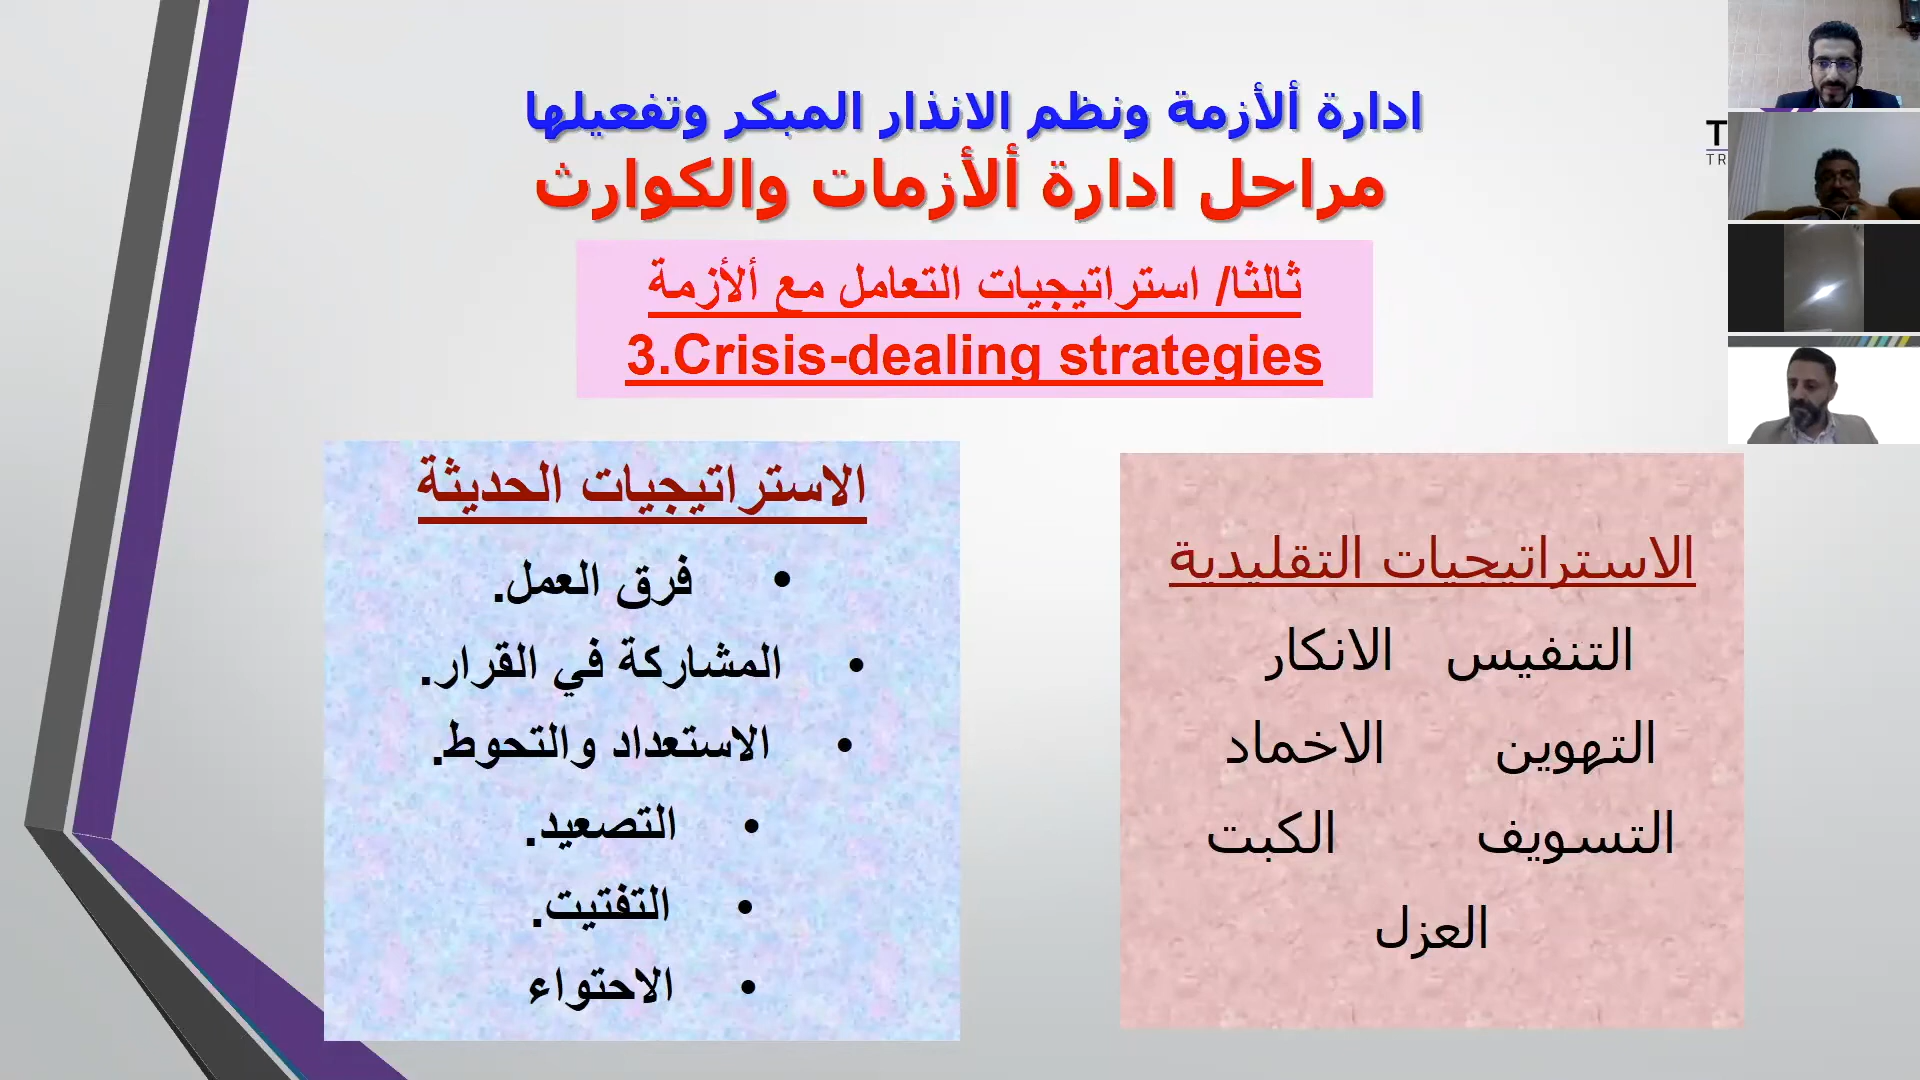 ادارة ألأزمة ونظم الانذار المبكر وتفعيلها
مراحل ادارة ألأزمات والكوارث
ثالثا/ استراتيجيات التعامل مع ألأزمة
3.Crisis-dealing strategies
الاستراتيجيات التقليدية
التنفيس الانكار
التهوين الاخماد
التسويف الكبت
العزل
الاستراتيجيات الحديثة
• فرق العمل.
• المشاركة في القرار.
• الاستعداد والتحوط.
• التصعيد.
• التفتيت.
• الاحتواء
T
TR